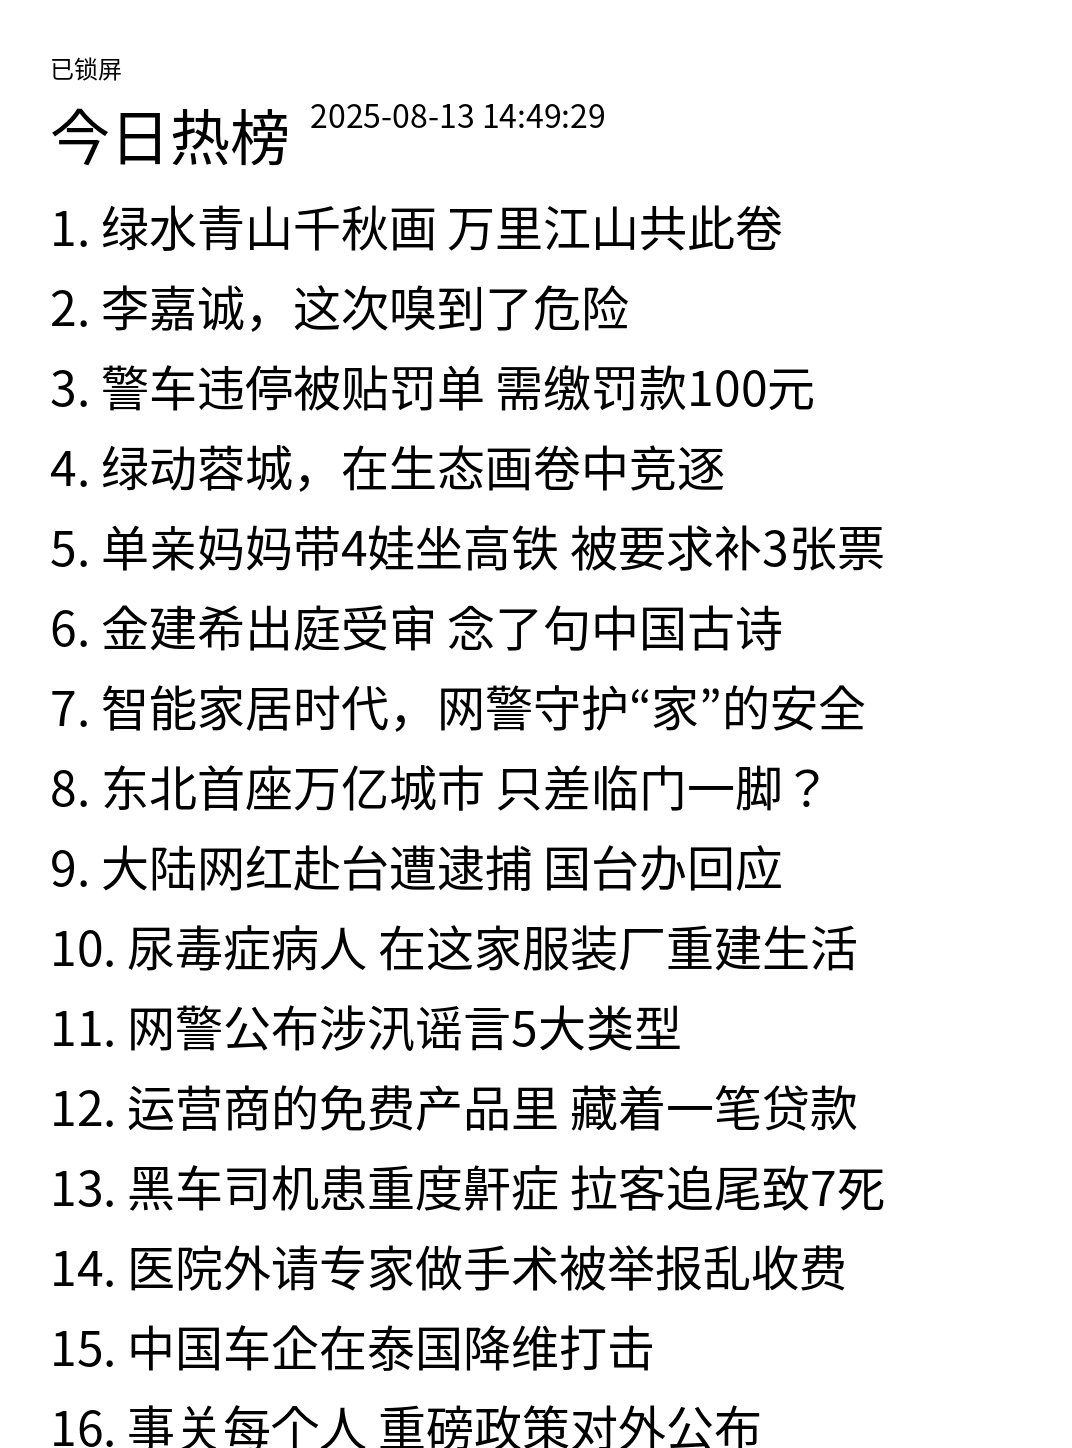 已锁屏
今日热榜 2025-08-13 14:49:29
1. 绿水青山千秋画 万里江山共此卷
2. 李嘉诚，这次嗅到了危险
3. 警车违停被贴罚单 需缴罚款100元
4. 绿动蓉城，在生态画卷中竞逐
5. 单亲妈妈带4娃坐高铁 被要求补3张票
6. 金建希出庭受审 念了句中国古诗
7. 智能家居时代，网警守护“家”的安全
8. 东北首座万亿城市 只差临门一脚？
9. 大陆网红赴台遭逮捕 国台办回应
10. 尿毒症病人 在这家服装厂重建生活
11. 网警公布涉汛谣言5大类型
12. 运营商的免费产品里 藏着一笔贷款
13. 黑车司机患重度鼾症 拉客追尾致7死
14. 医院外请专家做手术被举报乱收费
15. 中国车企在泰国降维打击
16. 事关每个人 重磅政策对外公布